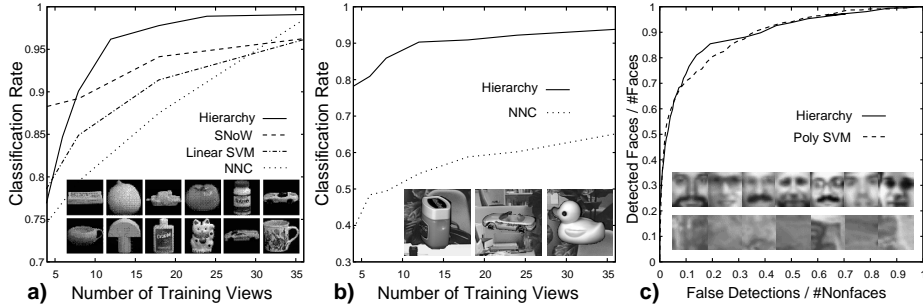 1
0.95
0.9
0.85
0.8
0.75
0.7
Classification Rate
Hierarchy
SNoW
Linear SVM
NNC
5 10 15 20 25 30 35
a) Number of Training Views
1
0.9
0.8
0.7
0.6
0.5
0.4
0.3
Classification Rate
Hierarchy
NNC
5 10 15 20 25 30 35
b) Number of Training Views
1
0.9
0.8
0.7
0.6
0.5
0.4
0.3
0.2
0.1
0
Detected Faces / #Faces
Hierarchy
Poly SVM
0 0.1 0.2 0.3 0.4 0.5 0.6 0.7 0.8 0.9 1
c) False Detections / #Nonfaces